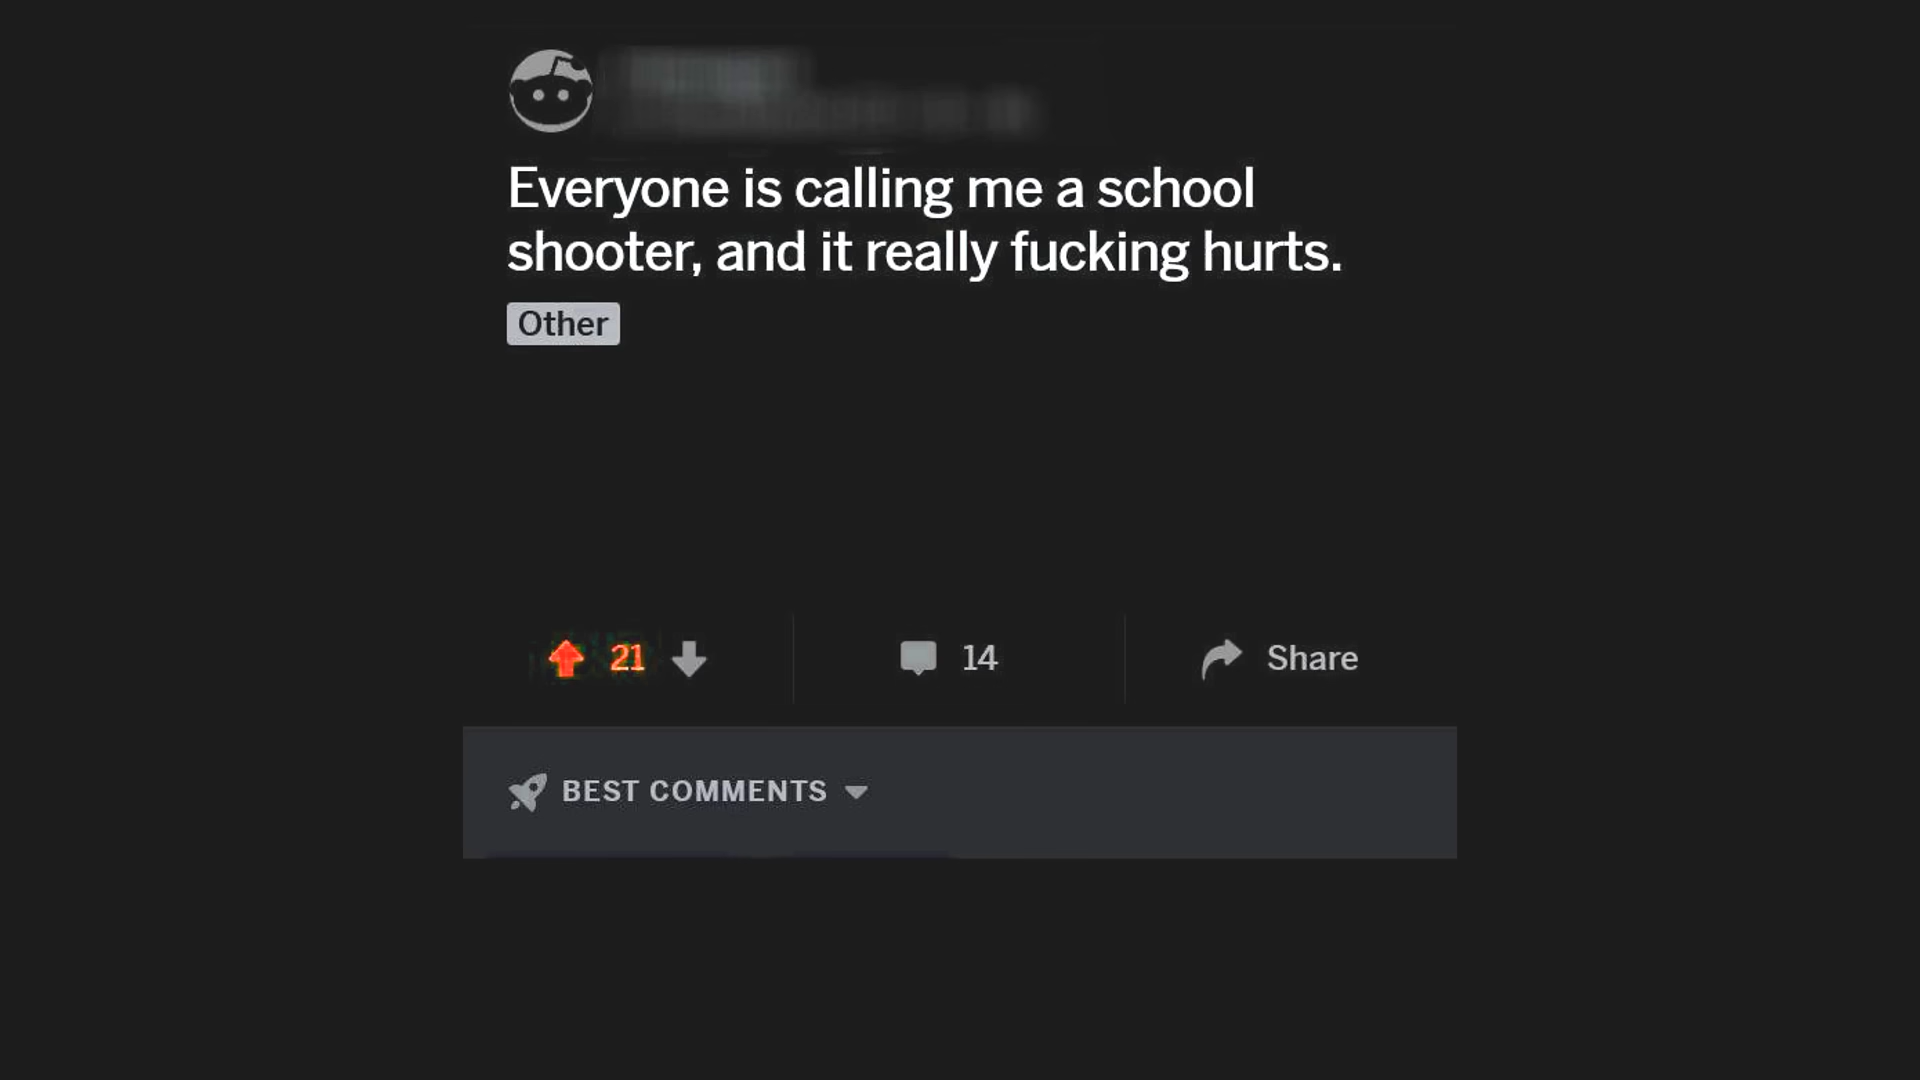 Everyone is calling me a school
shooter, and it really fucking hurts.
Other
21
14
Share
BEST COMMENTS